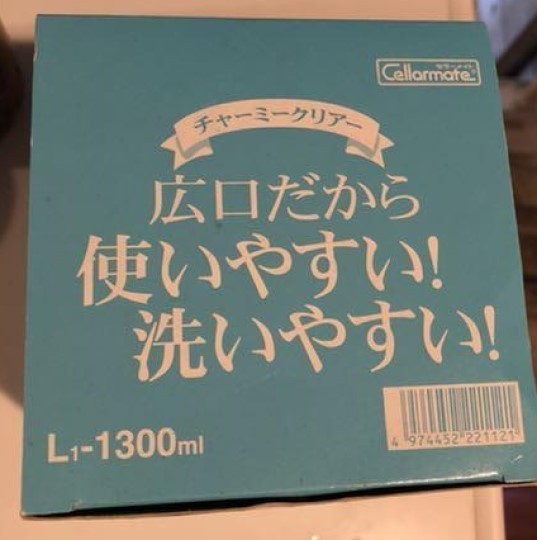 セラーメイト
Cellarmate®
チャーミークリアー
広口だから
使いやすい!
洗いやすい!
L1-1300ml
4 974452 221121